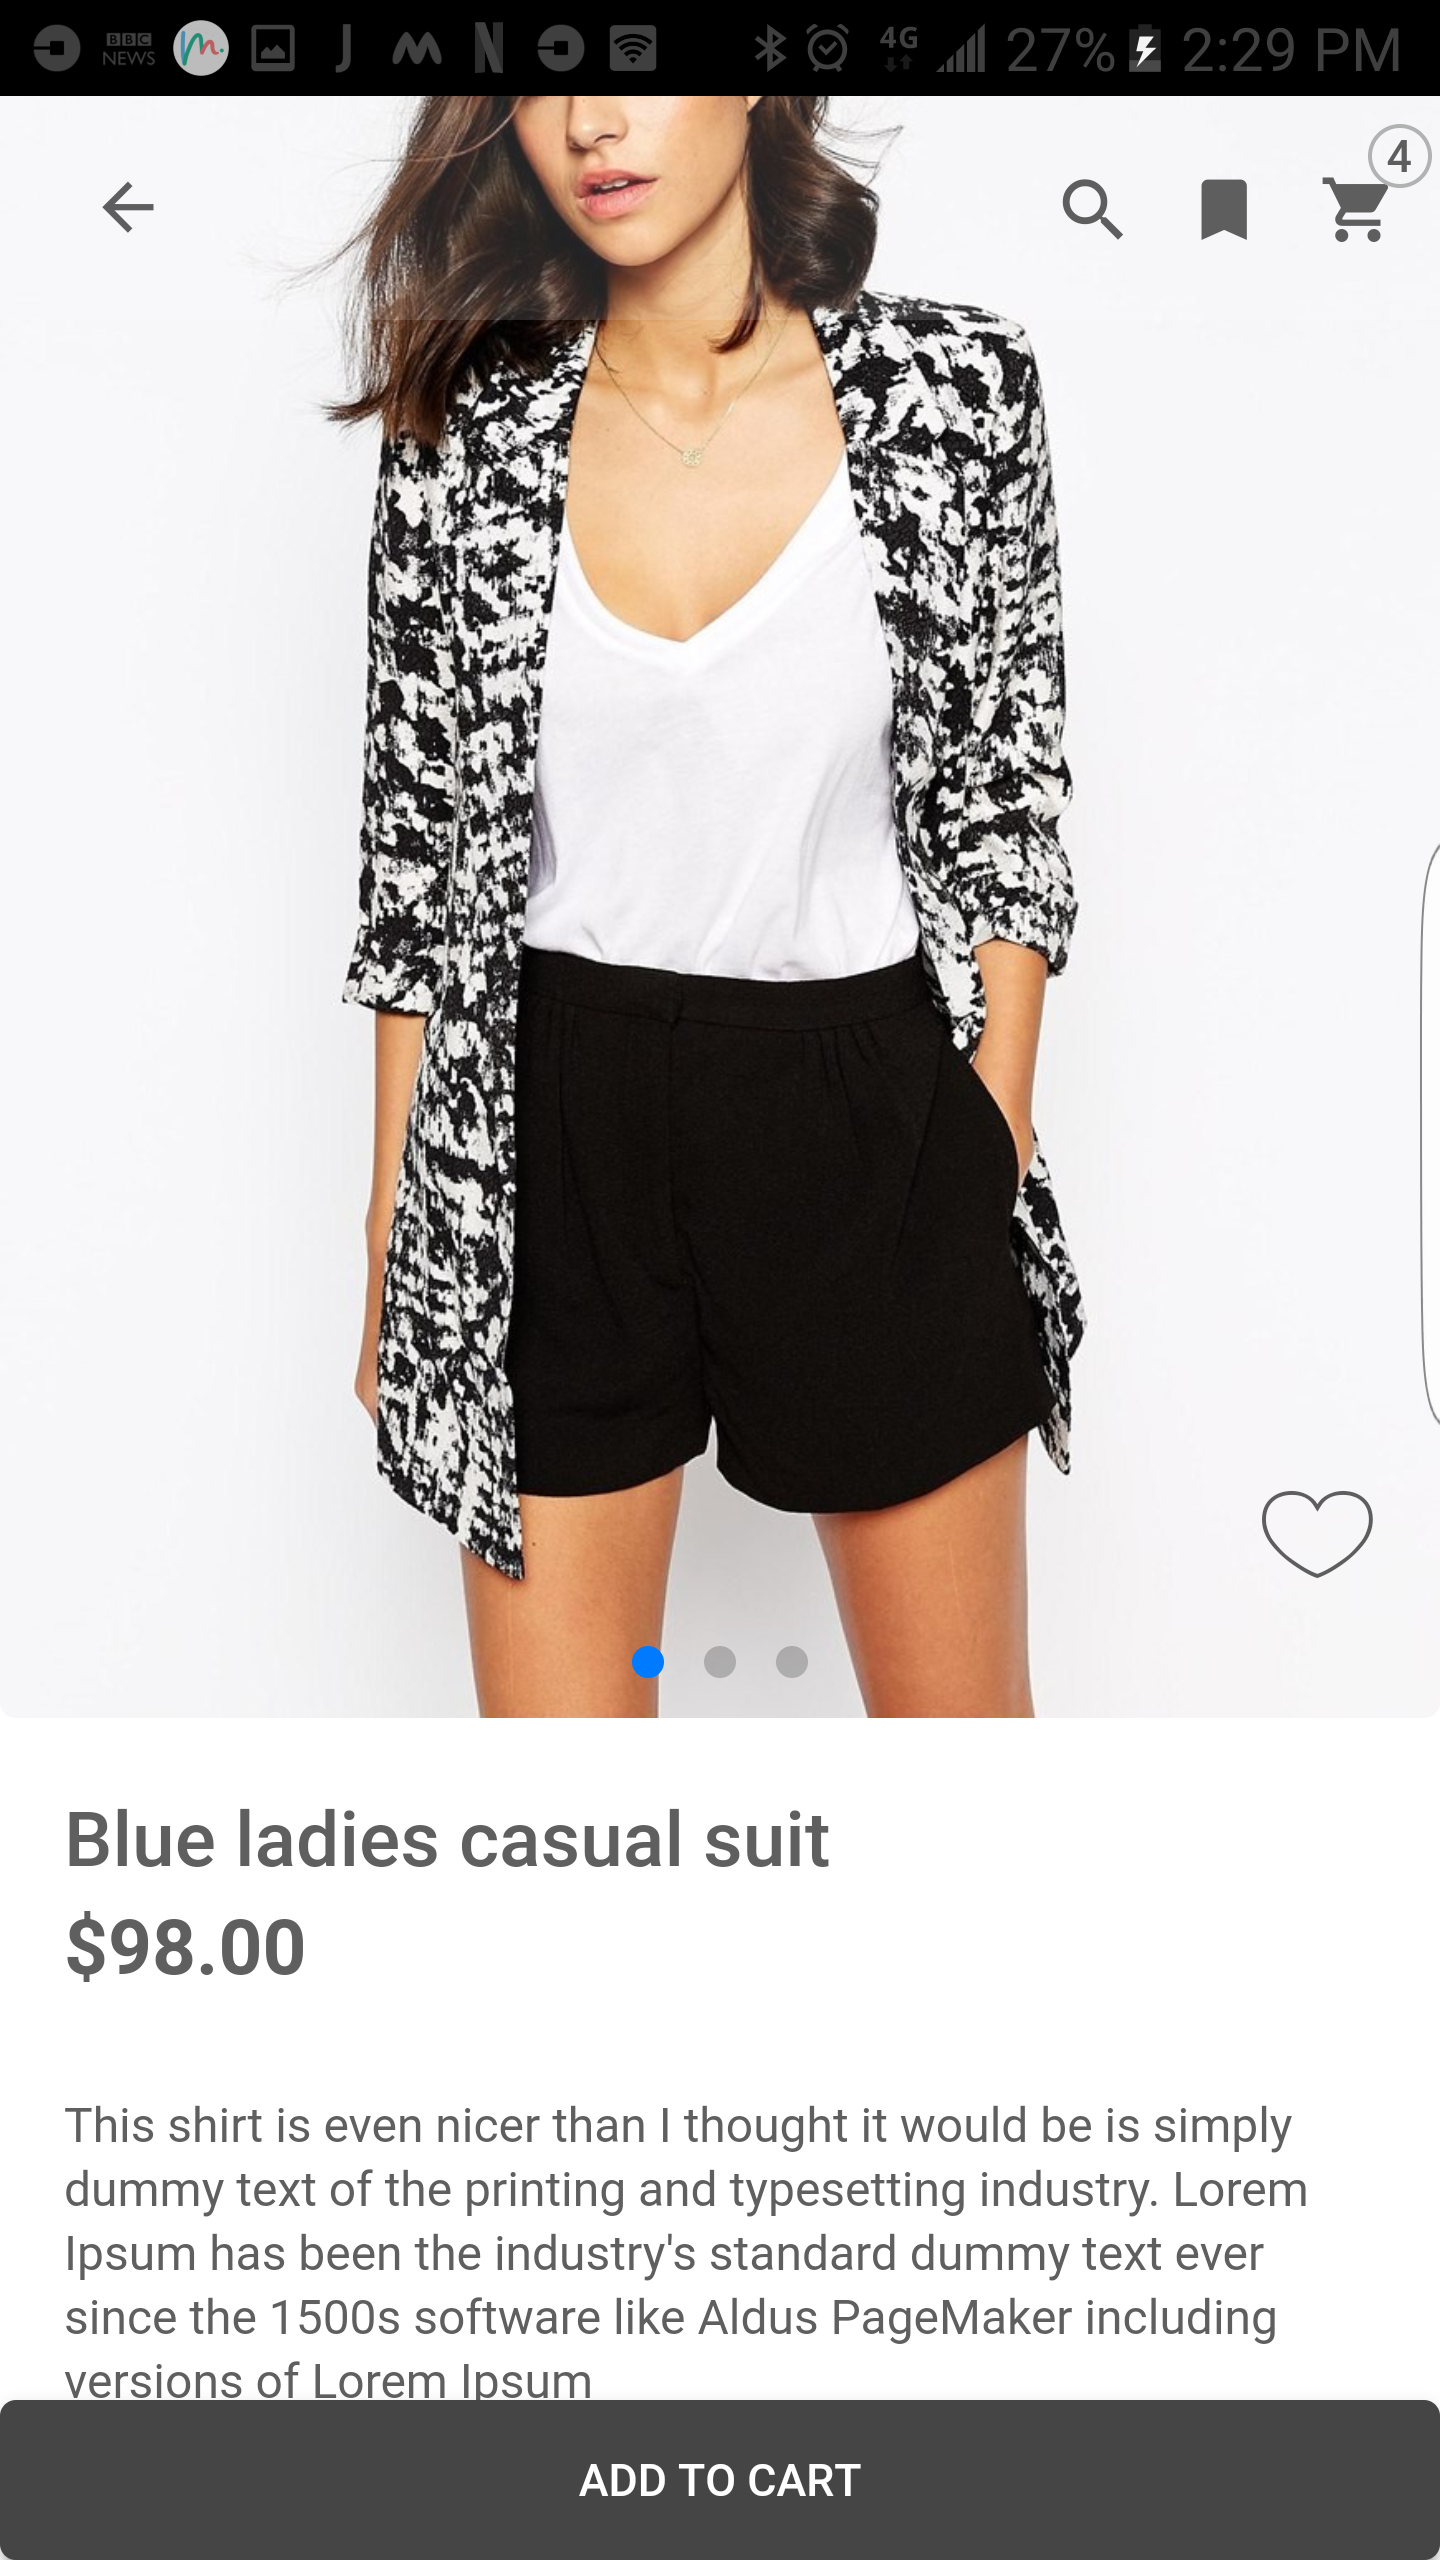 BBC
NEWS
4G
27%
2:29 PM
4
Blue ladies casual suit
$98.00
This shirt is even nicer than I thought it would be is simply
dummy text of the printing and typesetting industry. Lorem
Ipsum has been the industry's standard dummy text ever
since the 1500s software like Aldus PageMaker including
versions of Lorem Ipsum
ADD TO CART